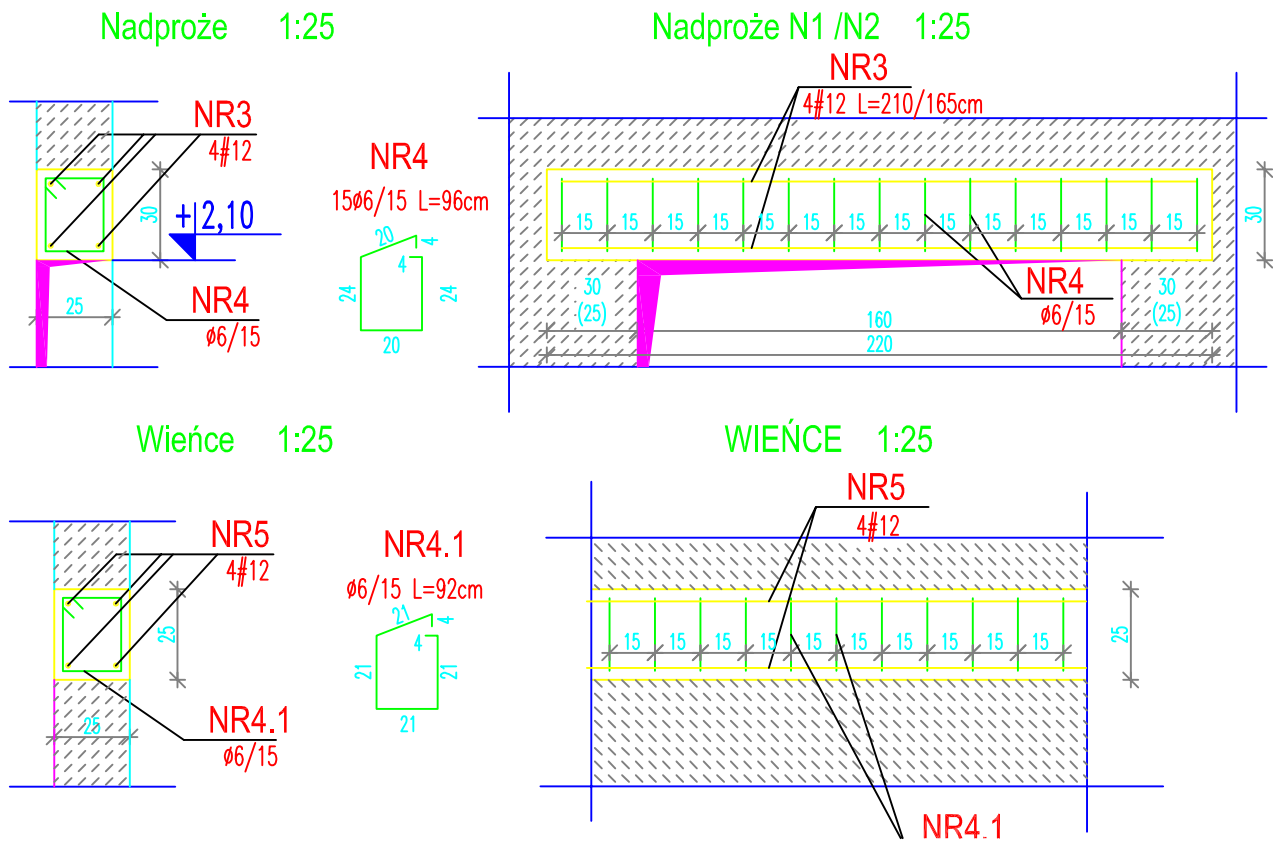 Nadproże 1:25
NR3
4#12
30
+2,10
25
NR4
ø6/15
NR4
15ø6/15 L=96cm
20
4
4
24
24
20
Nadproże N1 /N2 1:25
NR3
4#12 L=210/165cm
15 15 15 15 15 15 15 15 15 15 15 15 15 15
30
30
(25)
NR4
ø6/15
30
(25)
160
220
Wieńce 1:25
NR5
4#12
25
25
NR4.1
ø6/15
NR4.1
ø6/15 L=92cm
21
4
4
21
21
21
WIEŃCE 1:25
NR5
4#12
15 15 15 15 15 15 15 15 15 15
25
NR4.1